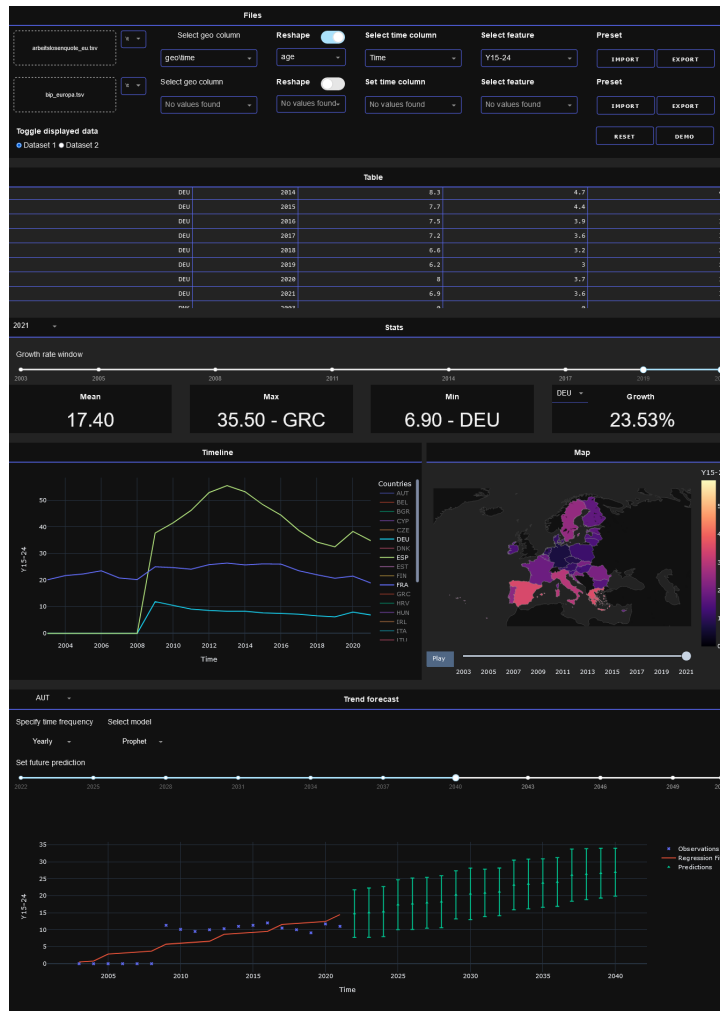 Files
arbeitslosenquote_eu.tsv
Select geo column
Reshape
Select time column
Select feature
Preset
geo\time
age
Time
Y15-24
IMPORT
EXPORT
bip_europa.tsv
Select geo column
Reshape
Set time column
Select feature
Preset
No values found
No values found
No values found
No values found
IMPORT
EXPORT
Toggle displayed data
Dataset 1 Dataset 2
RESET
DEMO
Table
DEU 2014 8.3 4.7
DEU 2015 7.7 4.4
DEU 2016 7.5 3.9
DEU 2017 7.2 3.6
DEU 2018 6.6 3.2
DEU 2019 6.2 3
DEU 2020 8 3.7
DEU 2021 6.9 3.6
2021
Stats
Growth rate window
2003 2005 2008 2011 2014 2017 2019
Mean
17.40
Max
35.50 - GRC
Min
6.90 - DEU
DEU
Growth
23.53%
Timeline
Y15-24
50
40
30
20
10
0
2004 2006 2008 2010 2012 2014 2016 2018 2020
Time
Countries
AUT
BEL
BGR
CYP
CZE
DEU
DNK
ESP
EST
FIN
FRA
GRC
HRV
HUN
IRL
ITA
Map
Play
2003 2005 2007 2009 2011 2013 2015 2017 2019 2021
AUT
Trend forecast
Specify time frequency Select model
Yearly Prophet
Set future prediction
2022 2025 2028 2031 2034 2037 2040 2043 2046 2049
Y15-24
35
30
25
20
15
10
5
0
2005 2010 2015 2020 2025 2030 2035 2040
Time
Observations
Regression Fi
Predictions